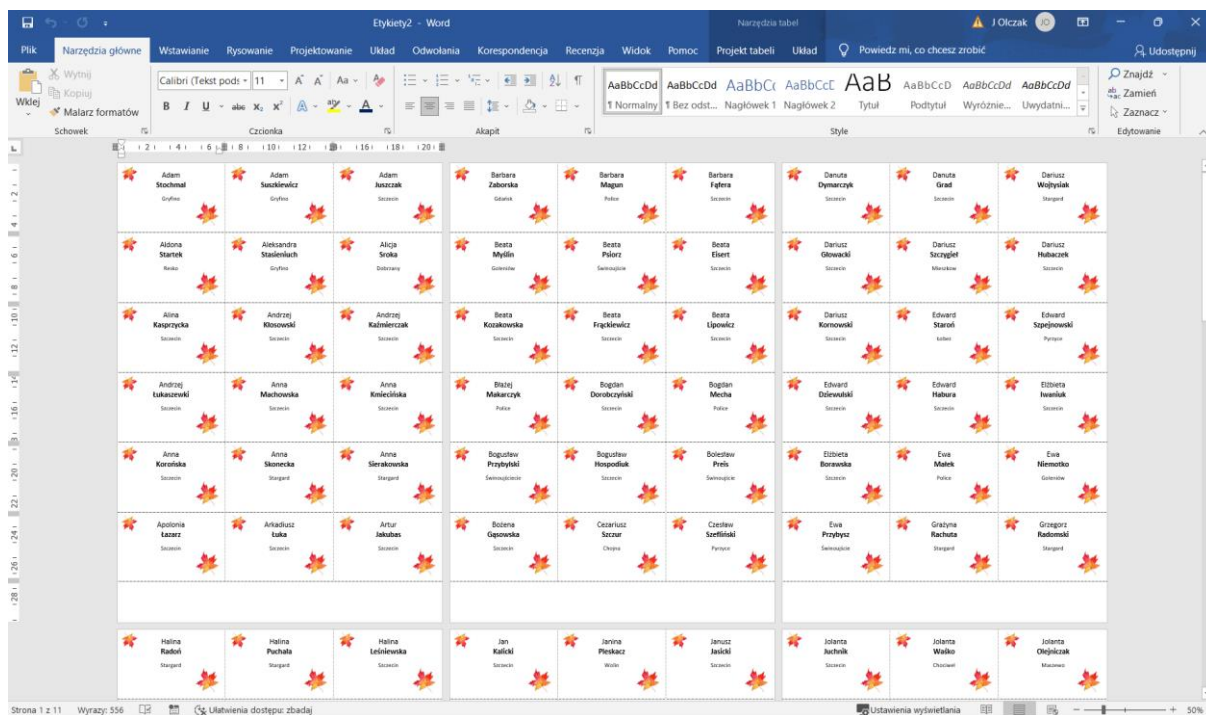 Etykiety2 - Word
Narzędzia tabel
J Olczak
JO
Plik Narzędzia główne Wstawianie Rysowanie Projektowanie Układ Odwołania Korespondencja Recenzja Widok Pomoc Projekt tabeli Układ Powiedz mi, co chcesz zrobić Udostępnij
Wklej
Wytnij
Kopiuj
Malarz formatów
Schowek
Calibri (Tekst pods 11
Czcionka
Akapit
AaBbCcDd AaBbCcDd AaBbCc AaBbCcE AaB AaBbCcD AaBbCcDd AaBbCcDd
¶ Normalny ¶ Bez odst... Nagłówek 1 Nagłówek 2 Tytuł Podtytuł Wyróżnie... Uwydatni...
Style
Znajdź
Zamień
Zaznacz
Edytowanie
Adam Adam Adam Barbara Barbara Barbara Danuta Danuta Dariusz
Stochmal Suszkiewicz Juszczak Zaborska Magun Fąfera Dymarczyk Grad Wojtysiak
Gryfino Gryfino Szczecin Gdańsk Police Szczecin Szczecin Szczecin Stargard
Aldona Aleksandra Alicja Beata Beata Beata Dariusz Dariusz Dariusz
Startek Stasieniuch Sroka Myślin Psiorz Eisert Głowacki Szczygieł Hubaczek
Resko Gryfino Dobrzany Goleniów Świnoujście Szczecin Szczecin Mieszkow Szczecin
Alina Andrzej Andrzej Beata Beata Beata Dariusz Edward Edward
Kasprzycka Kłosowski Kaźmierczak Kozakowska Frąckiewicz Lipowicz Kornowski Staroń Szpejnowski
Szczecin Szczecin Szczecin Szczecin Szczecin Szczecin Szczecin Łobez Pyrzyce
Andrzej Anna Anna Błażej Bogdan Bogdan Edward Edward Elżbieta
Łukaszewki Machowska Kmiecińska Makarczyk Dorobczyński Mecha Dziewulski Habura Iwaniuk
Szczecin Szczecin Szczecin Police Szczecin Police Szczecin Szczecin Szczecin
Anna Anna Anna Bogusław Bogusław Bolesław Elżbieta Ewa Ewa
Korońska Skonecka Sierakowska Przybylski Hospodiuk Preis Borawska Małek Niemotko
Szczecin Stargard Stargard Świnoujściecie Szczecin Świnoujście Szczecin Police Goleniów
Apolonia Arkadiusz Artur Bożena Cezariusz Czesław Ewa Grażyna Grzegorz
Łazarz Łuka Jakubas Gąsowska Szczur Szefliński Przybysz Rachuta Radomski
Szczecin Szczecin Szczecin Szczecin Chojna Pyrzyce Świnoujście Stargard Stargard
Halina Halina Halina Jan Janina Janusz Jolanta Jolanta Jolanta
Radoń Puchała Leśniewska Kalicki Pleskacz Jasicki Juchnik Waśko Olejniczak
Stargard Stargard Szczecin Szczecin Wolin Szczecin Szczecin Chociwel Maszewo
Strona 1 z 11 Wyrazy: 556 Ułatwienia dostępu: zbadaj Ustawienia wyświetlania 50%